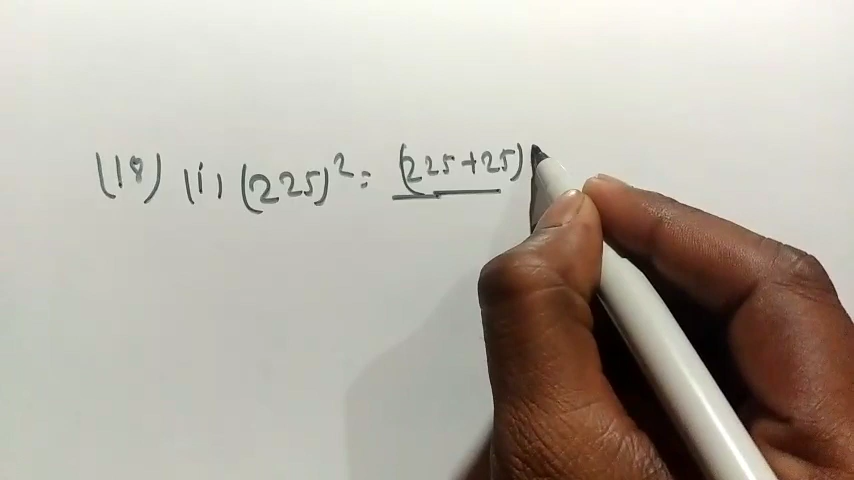 (18) (i) (225)² = (225+25)